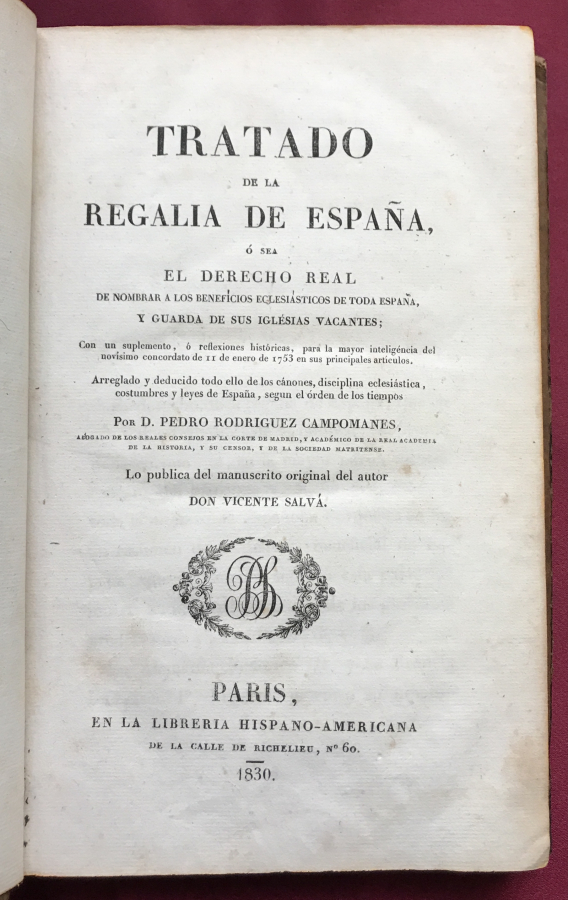 TRATADO
DE LA
REGALIA DE ESPAÑA,
ó SEA
EL DERECHO REAL
DE NOMBRAR A LOS BENEFÍCIOS ECLESIÁSTICOS DE TODA ESPAÑA,
Y GUARDA DE SUS IGLÉSIAS VACANTES;
Con un suplemento, ó reflexiones históricas, para la mayor inteligéncia del
novísimo concordato de 11 de enero de 1753 en sus principales artículos.
Arreglado y deducido todo ello de los cánones, disciplina eclesiástica,
costumbres y leyes de España, segun el órden de los tiempos
POR D. PEDRO RODRIGUEZ CAMPOMANES,
ABOGADO DE LOS REALES CONSEJOS EN LA CORTE DE MADRID, Y ACADÉMICO DE LA REAL ACADEMIA
DE LA HISTORIA, Y SU CENSOR, Y DE LA SOCIEDAD MATRITENSE.
Lo publica del manuscrito original del autor
DON VICENTE SALVÁ.
PARIS,
EN LA LIBRERIA HISPANO-AMERICANA
DE LA CALLE DE RICHELIEU, Nº 60.
1830.